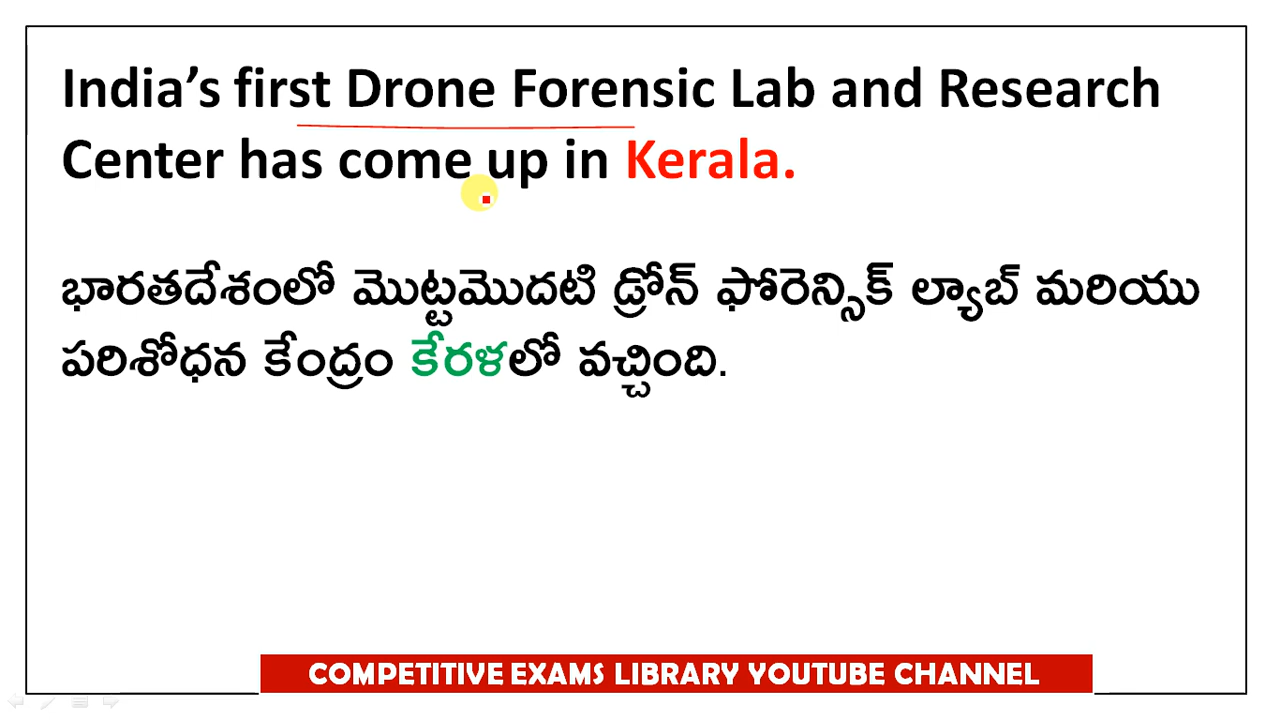 India’s first Drone Forensic Lab and Research
Center has come up in Kerala.
భారతదేశంలో మొట్టమొదటి డ్రోన్ ఫోరెన్సిక్ ల్యాబ్ మరియు
పరిశోధన కేంద్రం కేరళలో వచ్చింది.
COMPETITIVE EXAMS LIBRARY YOUTUBE CHANNEL